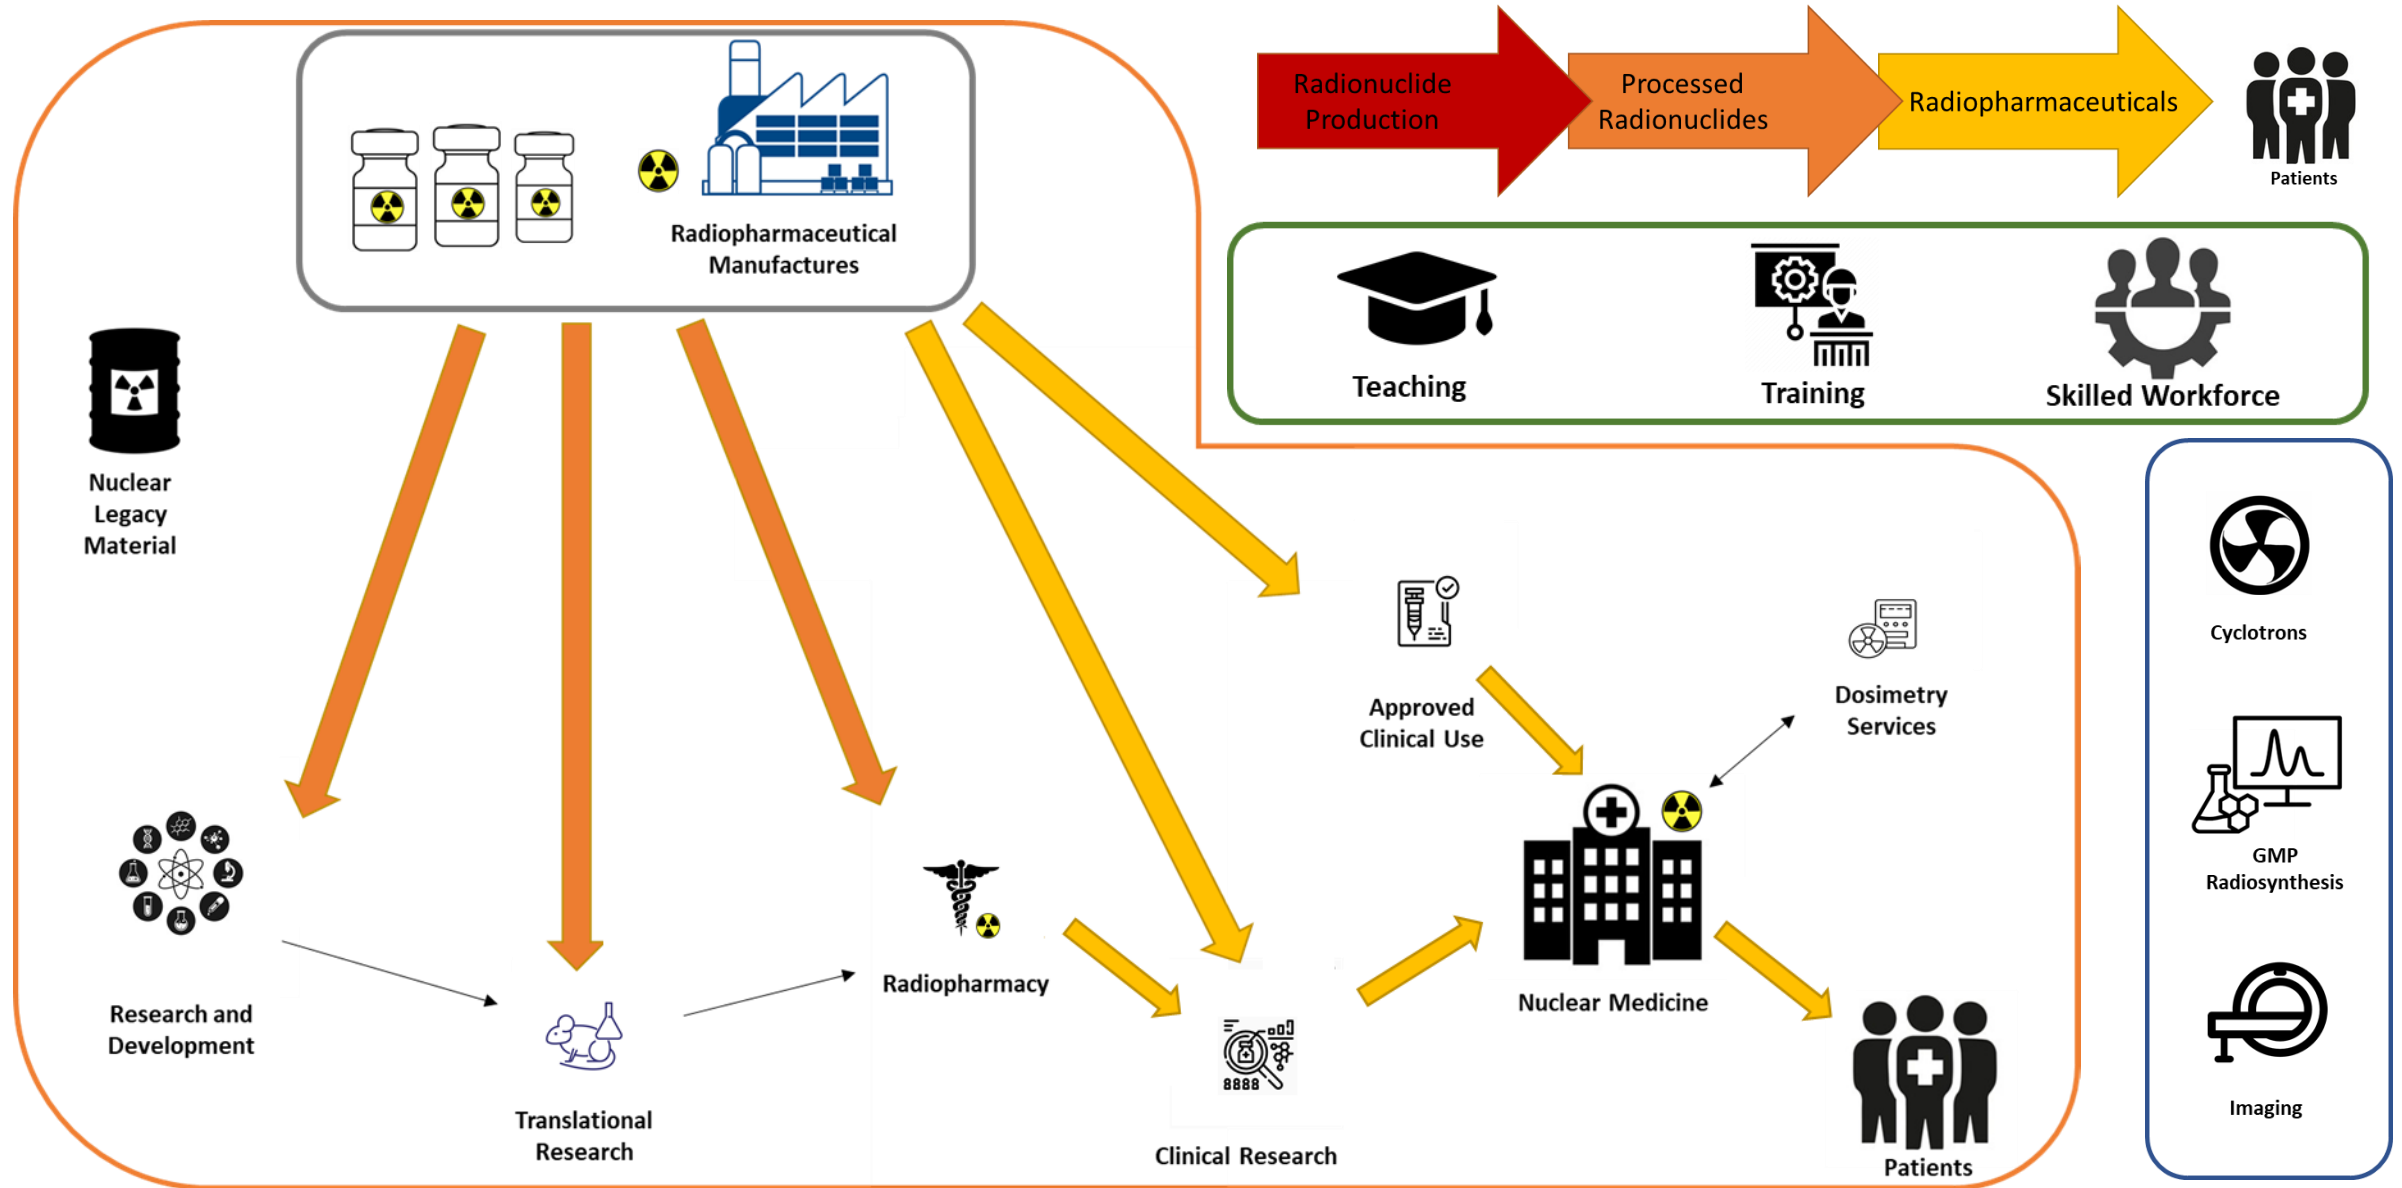 Radionuclide
Production
Processed
Radionuclides
Radiopharmaceuticals
Patients
Radiopharmaceutical
Manufactures
Teaching
Training
Skilled Workforce
Nuclear
Legacy
Material
Cyclotrons
Approved
Clinical Use
Dosimetry
Services
GMP
Radiosynthesis
Research and
Development
Radiopharmacy
Nuclear Medicine
8888
Translational
Research
Clinical Research
Imaging
Patients